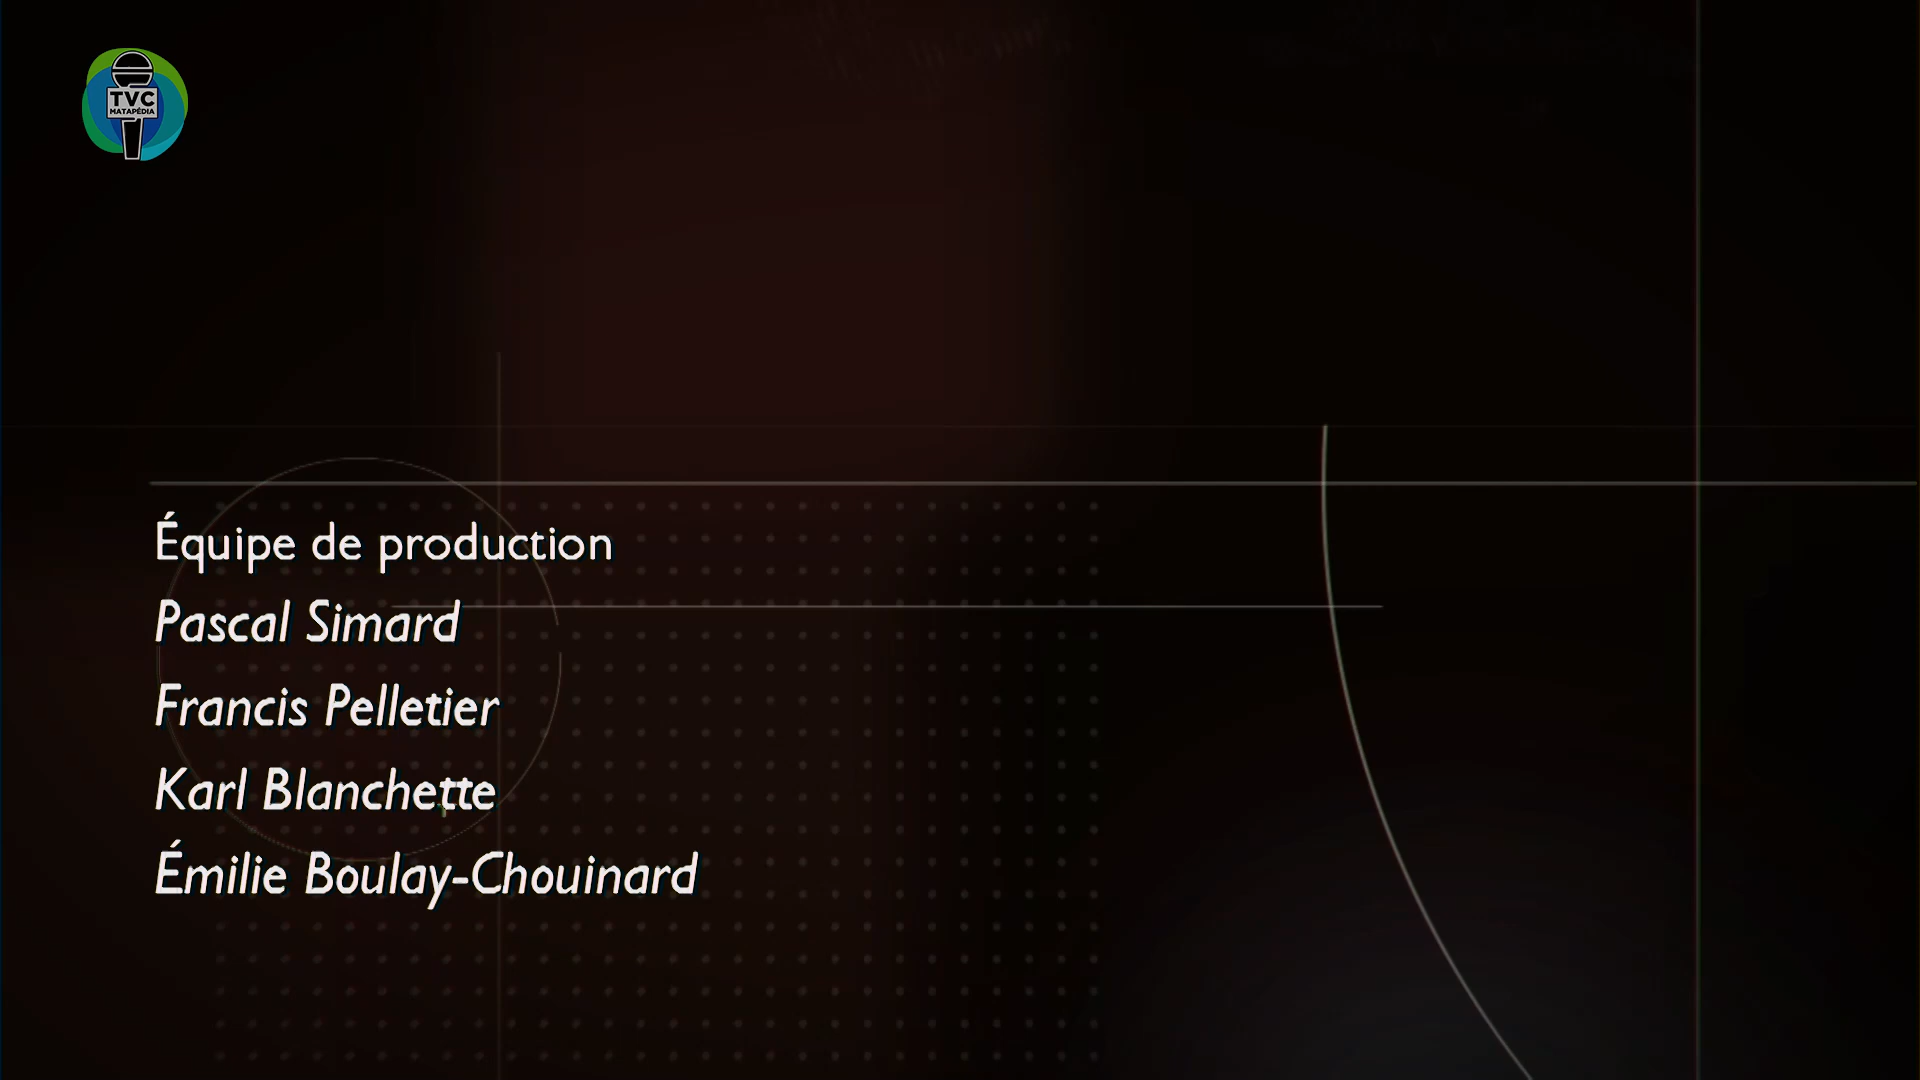 TVC
MATAPÉDIA
Équipe de production
Pascal Simard
Francis Pelletier
Karl Blanchette
Émilie Boulay-Chouinard